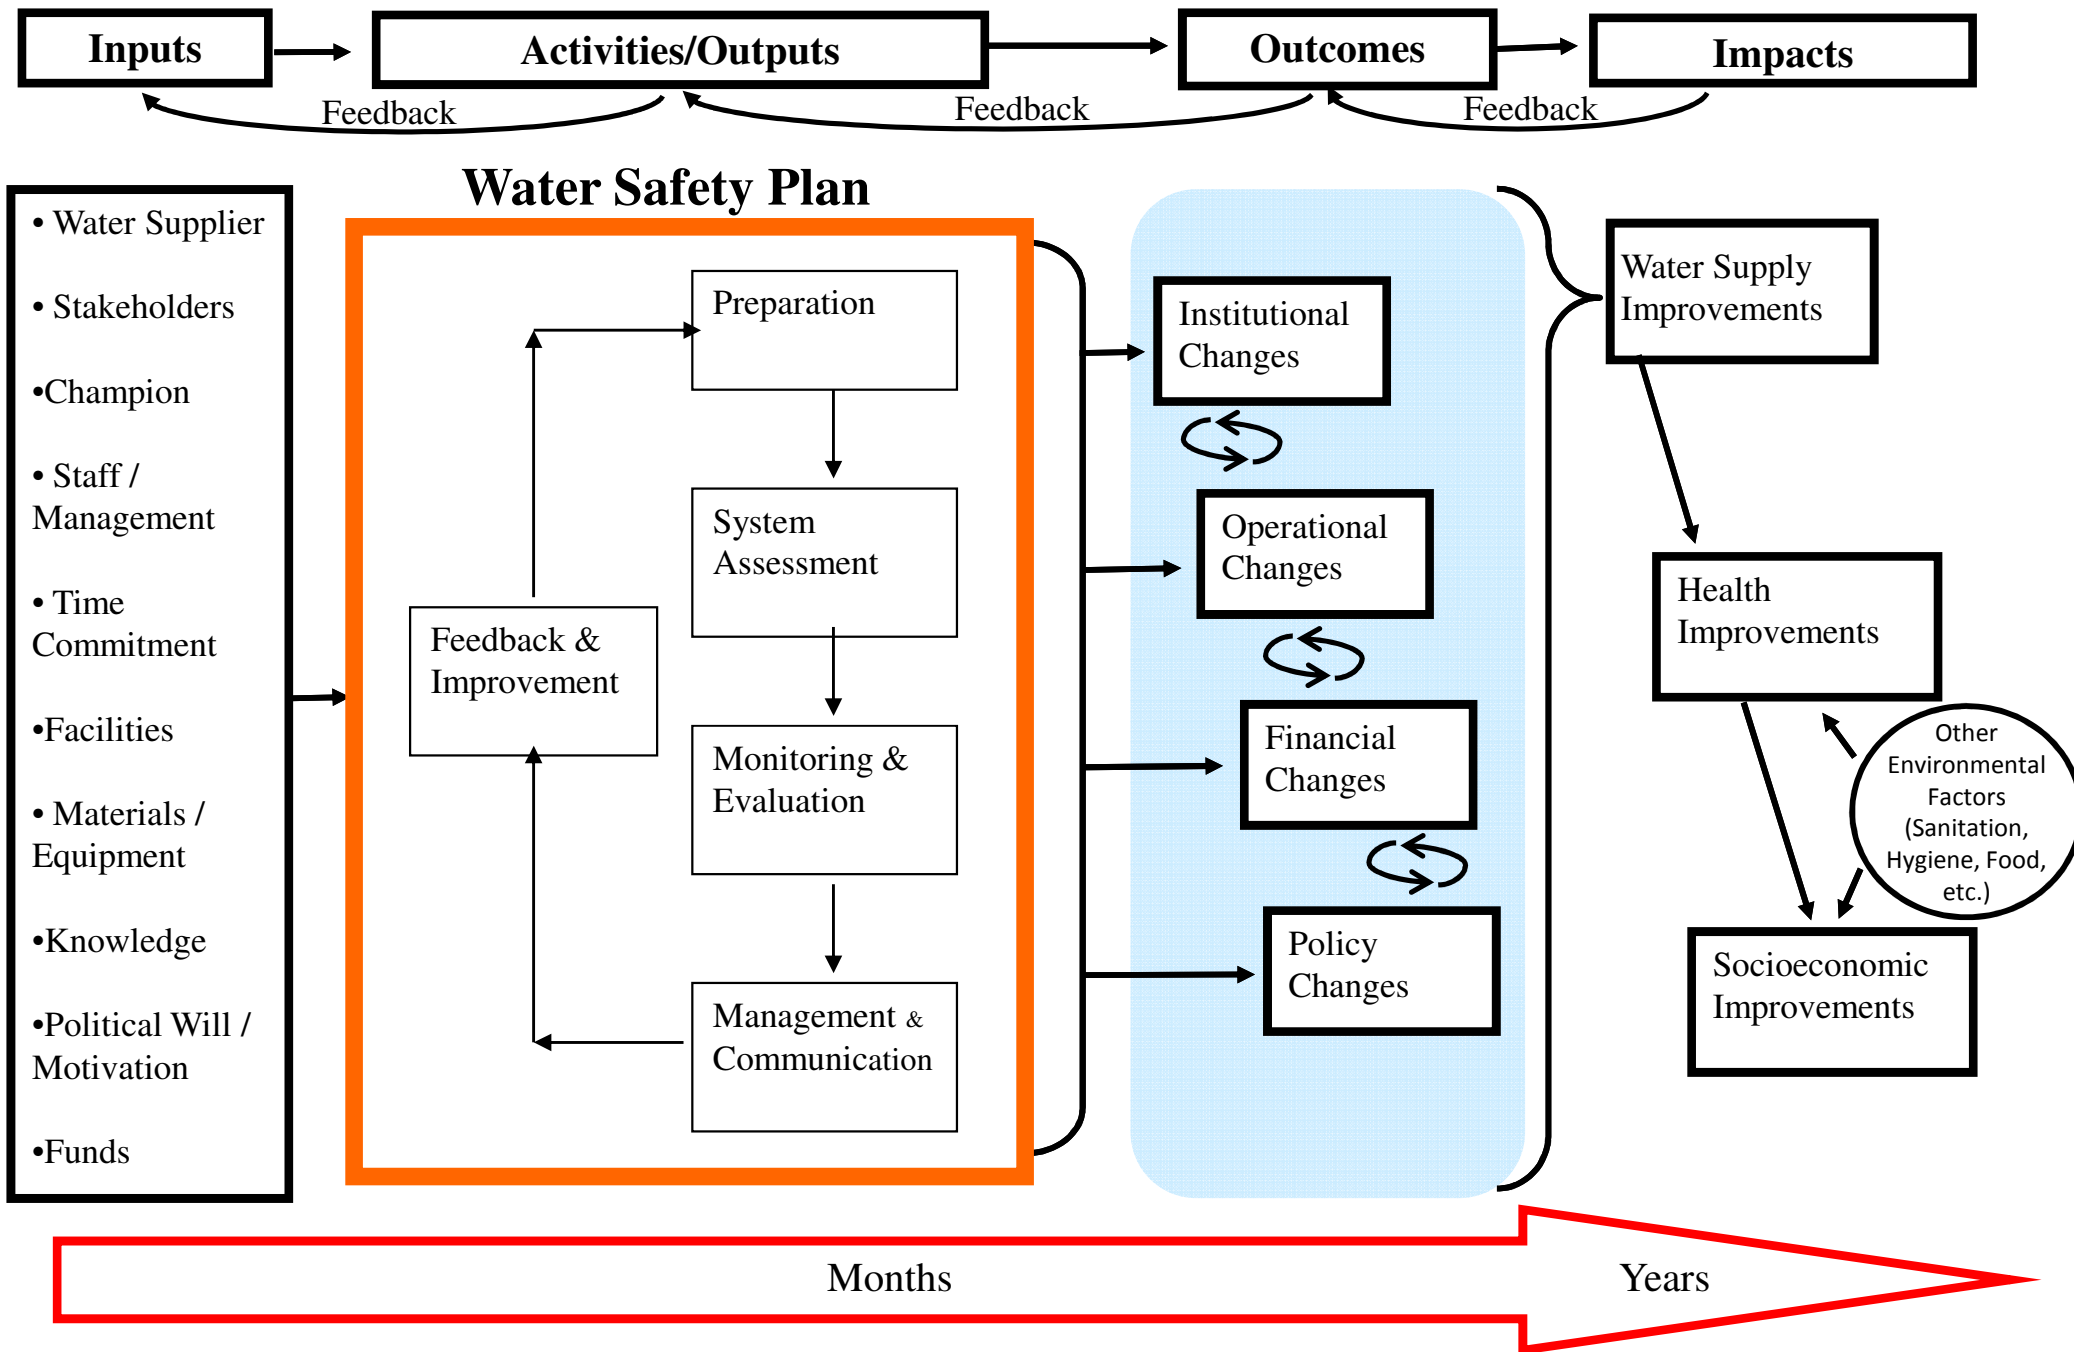 Inputs
Activities/Outputs
Outcomes
Impacts
Feedback
Feedback
Feedback
Water Safety Plan
• Water Supplier
• Stakeholders
•Champion
• Staff /
Management
• Time
Commitment
•Facilities
• Materials /
Equipment
•Knowledge
•Political Will /
Motivation
•Funds
Preparation
System
Assessment
Feedback &
Improvement
Monitoring &
Evaluation
Management &
Communication
Institutional
Changes
Operational
Changes
Financial
Changes
Policy
Changes
Water Supply
Improvements
Health
Improvements
Other
Environmental
Factors
(Sanitation,
Hygiene, Food,
etc.)
Socioeconomic
Improvements
Months
Years